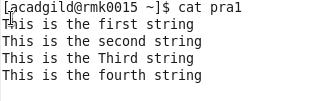 [acadgild@rmk0015 ~]$ cat pra1
This is the first string
This is the second string
This is the Third string
This is the fourth string